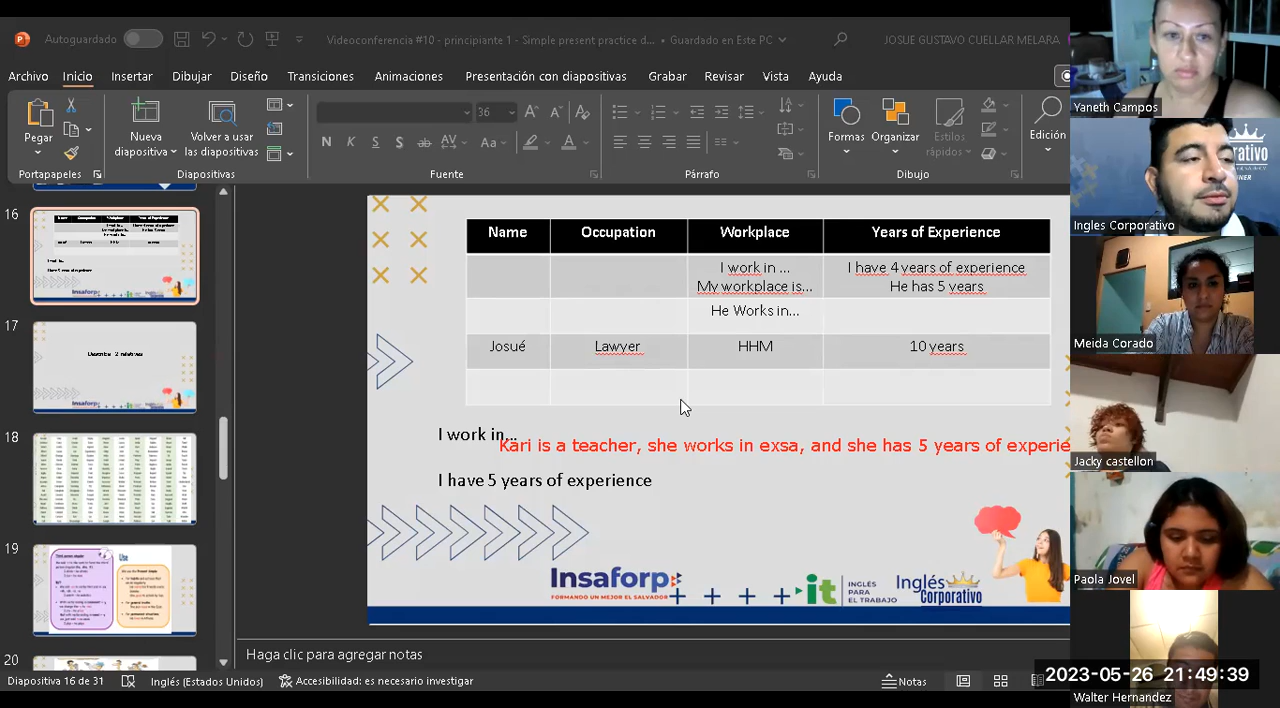 Autoguardado
Videoconferencia #10 - principiante 1 - Simple present practice d... • Guardado en Este PC
JOSUE GUSTAVO CUELLAR MELARA
Archivo Inicio Insertar Dibujar Diseño Transiciones Animaciones Presentación con diapositivas Grabar Revisar Vista Ayuda
Pegar
Nueva diapositiva
Volver a usar las diapositivas
36
N K S S ab AV Aa A
Formas Organizar Estilos rápidos Edición
Portapapeles Diapositivas Fuente Párrafo Dibujo
16
17
Describe 2 relatives
18
19
20
Name Occupation Workplace Years of Experience
I work in ... I have 4 years of experience
My workplace is... He has 5 years
He Works in...
Josué Lawyer HHM 10 years
I work in...
Kari is a teacher, she works in exsa, and she has 5 years of experie
I have 5 years of experience
Insaforp
FORMANDO UN MEJOR EL SALVADOR
it INGLÉS PARA EL TRABAJO
Inglés Corporativo
Haga clic para agregar notas
Diapositiva 16 de 31 Inglés (Estados Unidos) Accesibilidad: es necesario investigar Notas
Yaneth Campos
Ingles Corporativo
Meida Corado
Jacky castellon
Paola Jovel
2023-05-26 21:49:39
Walter Hernandez